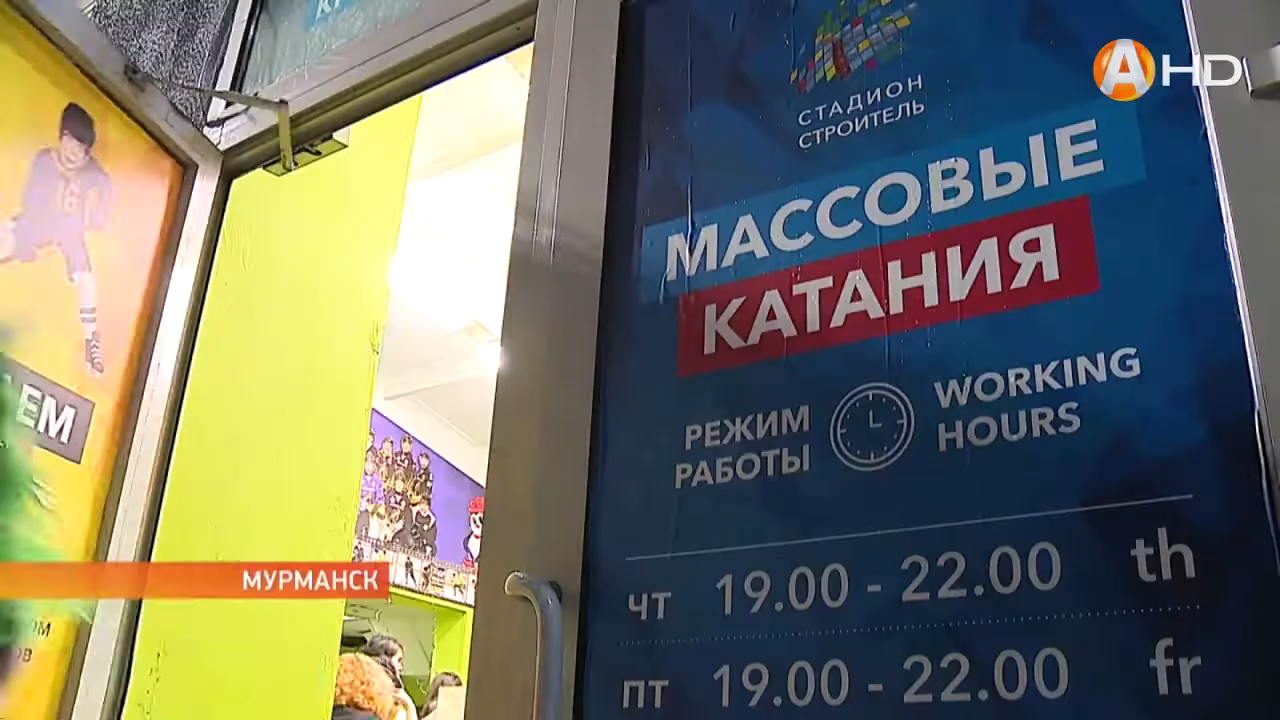 А HD
СТАДИОН
СТРОИТЕЛЬ
МАССОВЫЕ
КАТАНИЯ
РЕЖИМ
РАБОТЫ
WORKING
HOURS
ЧТ 19.00 - 22.00 th
ПТ 19.00 - 22.00 fr
ЕМ
МУРМАНСК